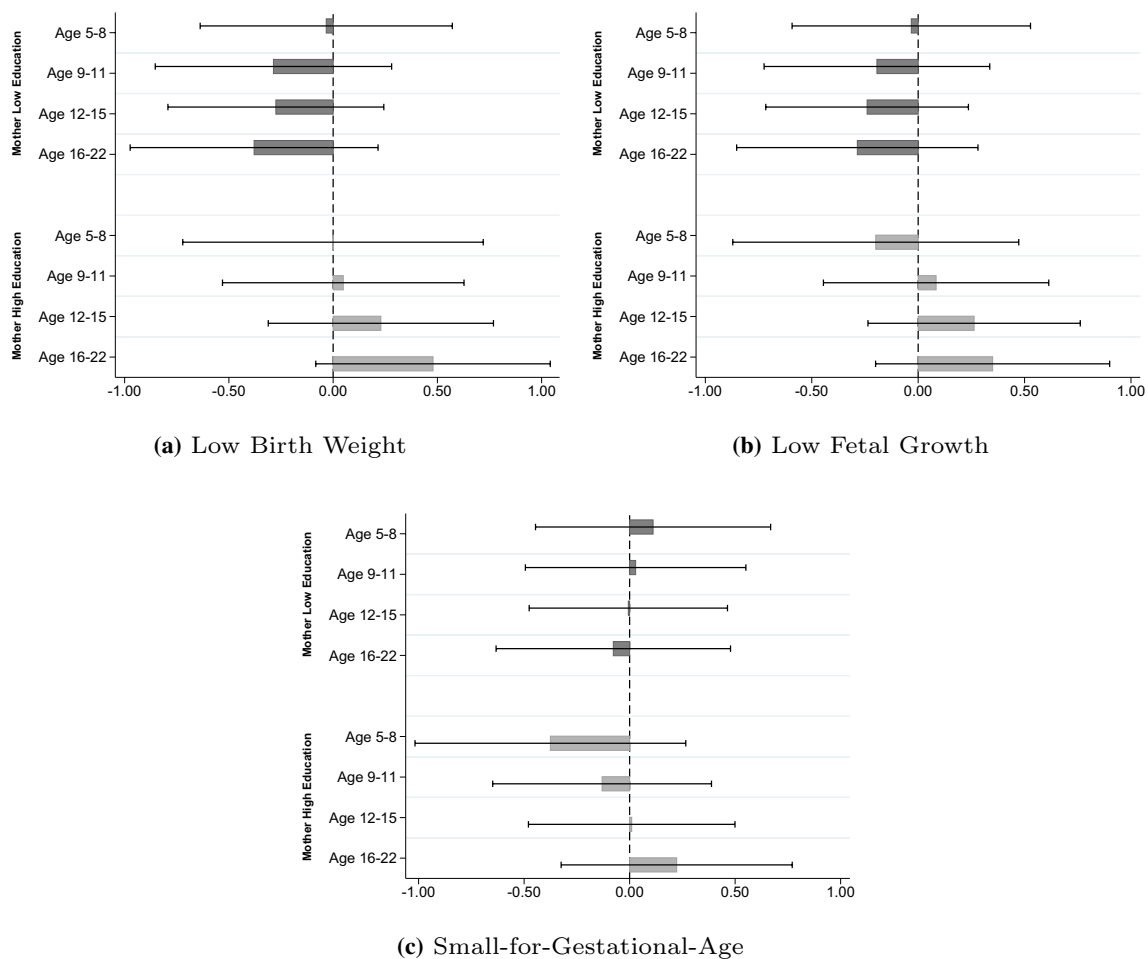 Mother Low Education
Age 5-8
Age 9-11
Age 12-15
Age 16-22
Mother High Education
Age 5-8
Age 9-11
Age 12-15
Age 16-22
-1.00 -0.50 0.00 0.50 1.00
(a) Low Birth Weight
Mother Low Education
Age 5-8
Age 9-11
Age 12-15
Age 16-22
Mother High Education
Age 5-8
Age 9-11
Age 12-15
Age 16-22
-1.00 -0.50 0.00 0.50 1.00
(b) Low Fetal Growth
Mother Low Education
Age 5-8
Age 9-11
Age 12-15
Age 16-22
Mother High Education
Age 5-8
Age 9-11
Age 12-15
Age 16-22
-1.00 -0.50 0.00 0.50 1.00
(c) Small-for-Gestational-Age